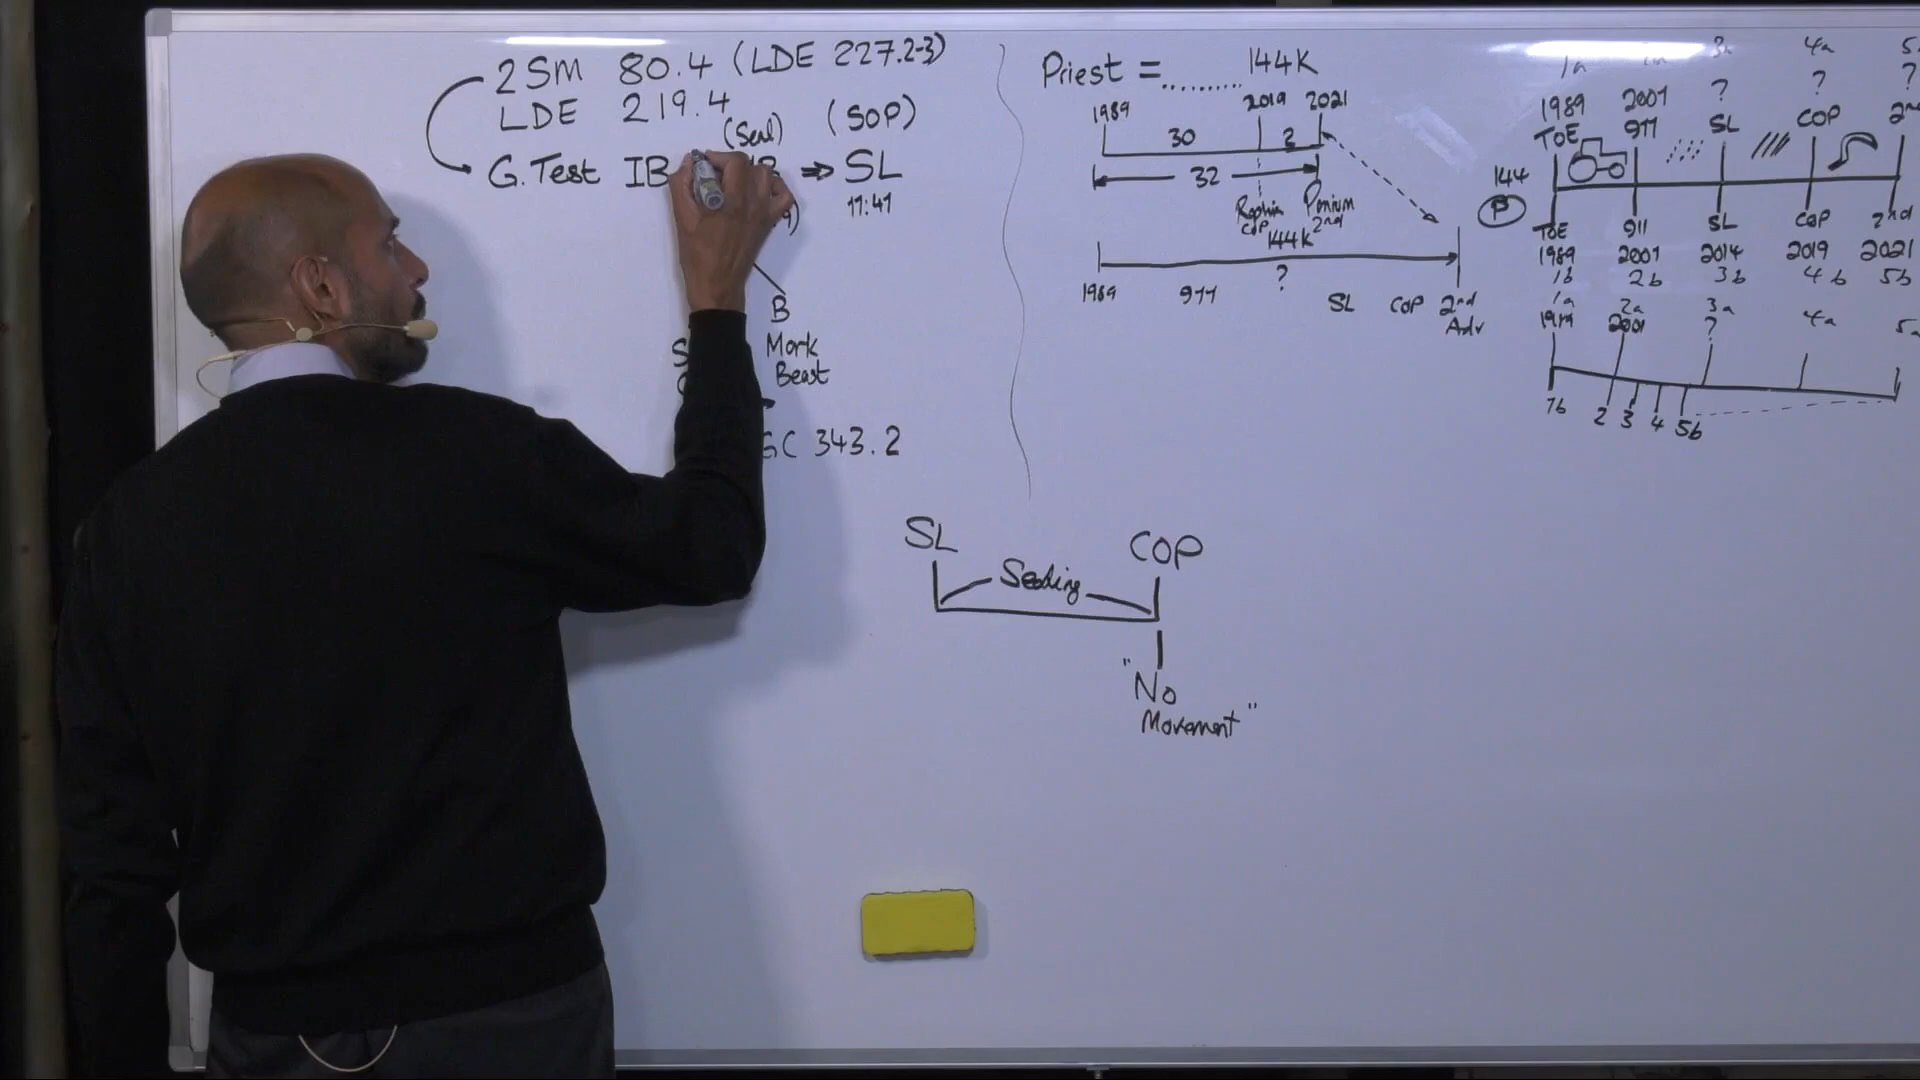 2SM 80.4 (LDE 227.2-3)
LDE 219.4
(Seal) (SOP)
G.Test IB ⇒ SL
11:41
B
Mark
Beast
GC 343.2
Priest = .......... 144K
1989 2019 2021
30 2
32
Raphia Panium
COP 2nd
144K
?
1989 911 SL COP 2nd
Adv
SL COP
Sealing
"No
Movement"
1a 3a 4a
? ? ?
1989 2001
TOE 911 SL COP 2nd
144
P
TOE 911 SL COP 2nd
1989 2001 2014 2019 2021
1b 2b 3b 4b 5b
1a 2a 3a 4a
1989 2001 ?
1b 2 3 4 5b